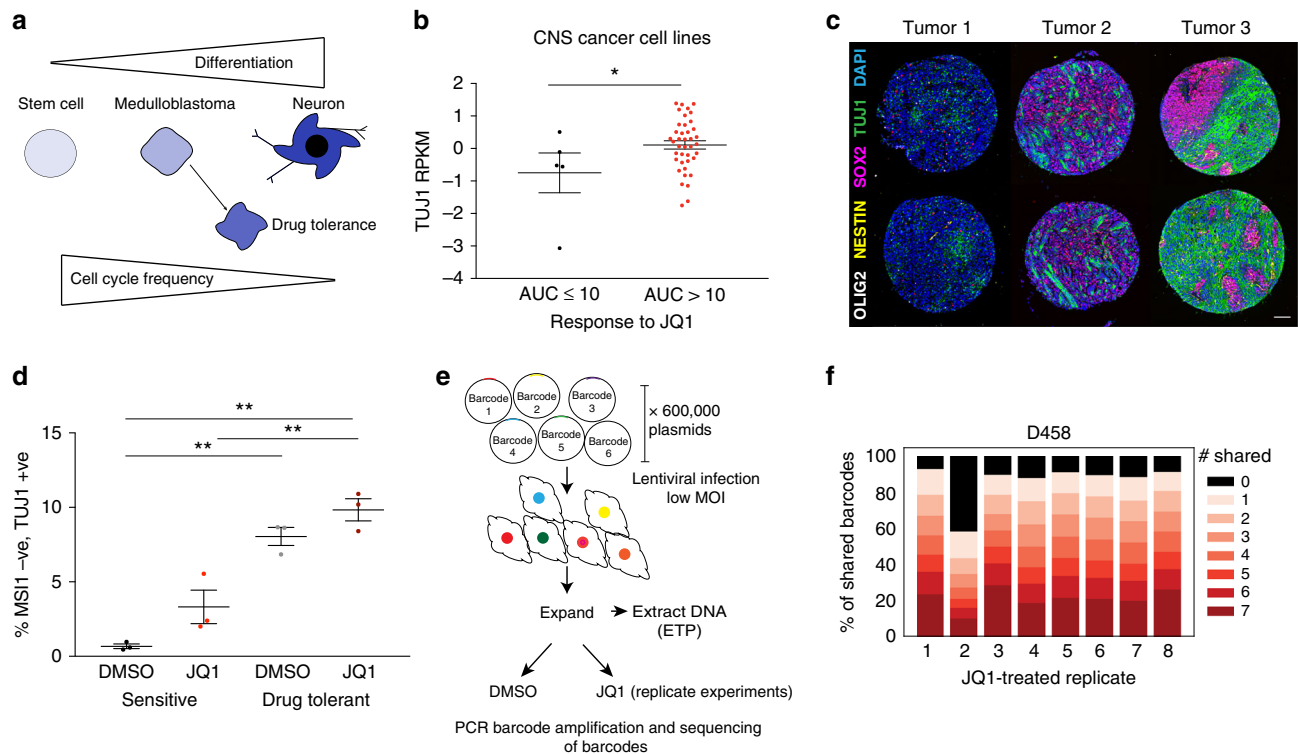 a
Differentiation
Stem cell
Medulloblastoma
Neuron
Drug tolerance
Cell cycle frequency
b
CNS cancer cell lines
*
TUJ1 RPKM
2
1
0
−1
−2
−3
−4
AUC ≤ 10
AUC > 10
Response to JQ1
c
Tumor 1
Tumor 2
Tumor 3
SOX2 TUJ1 DAPI
OLIG2 NESTIN
d
**
**
**
% MSI1 −ve, TUJ1 +ve
15
10
5
0
DMSO
JQ1
DMSO
JQ1
Sensitive
Drug tolerant
e
Barcode 1
Barcode 2
Barcode 3
Barcode 4
Barcode 5
Barcode 6
× 600,000
plasmids
Lentiviral infection
low MOI
Expand
Extract DNA
(ETP)
DMSO
JQ1 (replicate experiments)
PCR barcode amplification and sequencing
of barcodes
f
D458
% of shared barcodes
100
80
60
40
20
0
1 2 3 4 5 6 7 8
JQ1-treated replicate
# shared
0
1
2
3
4
5
6
7